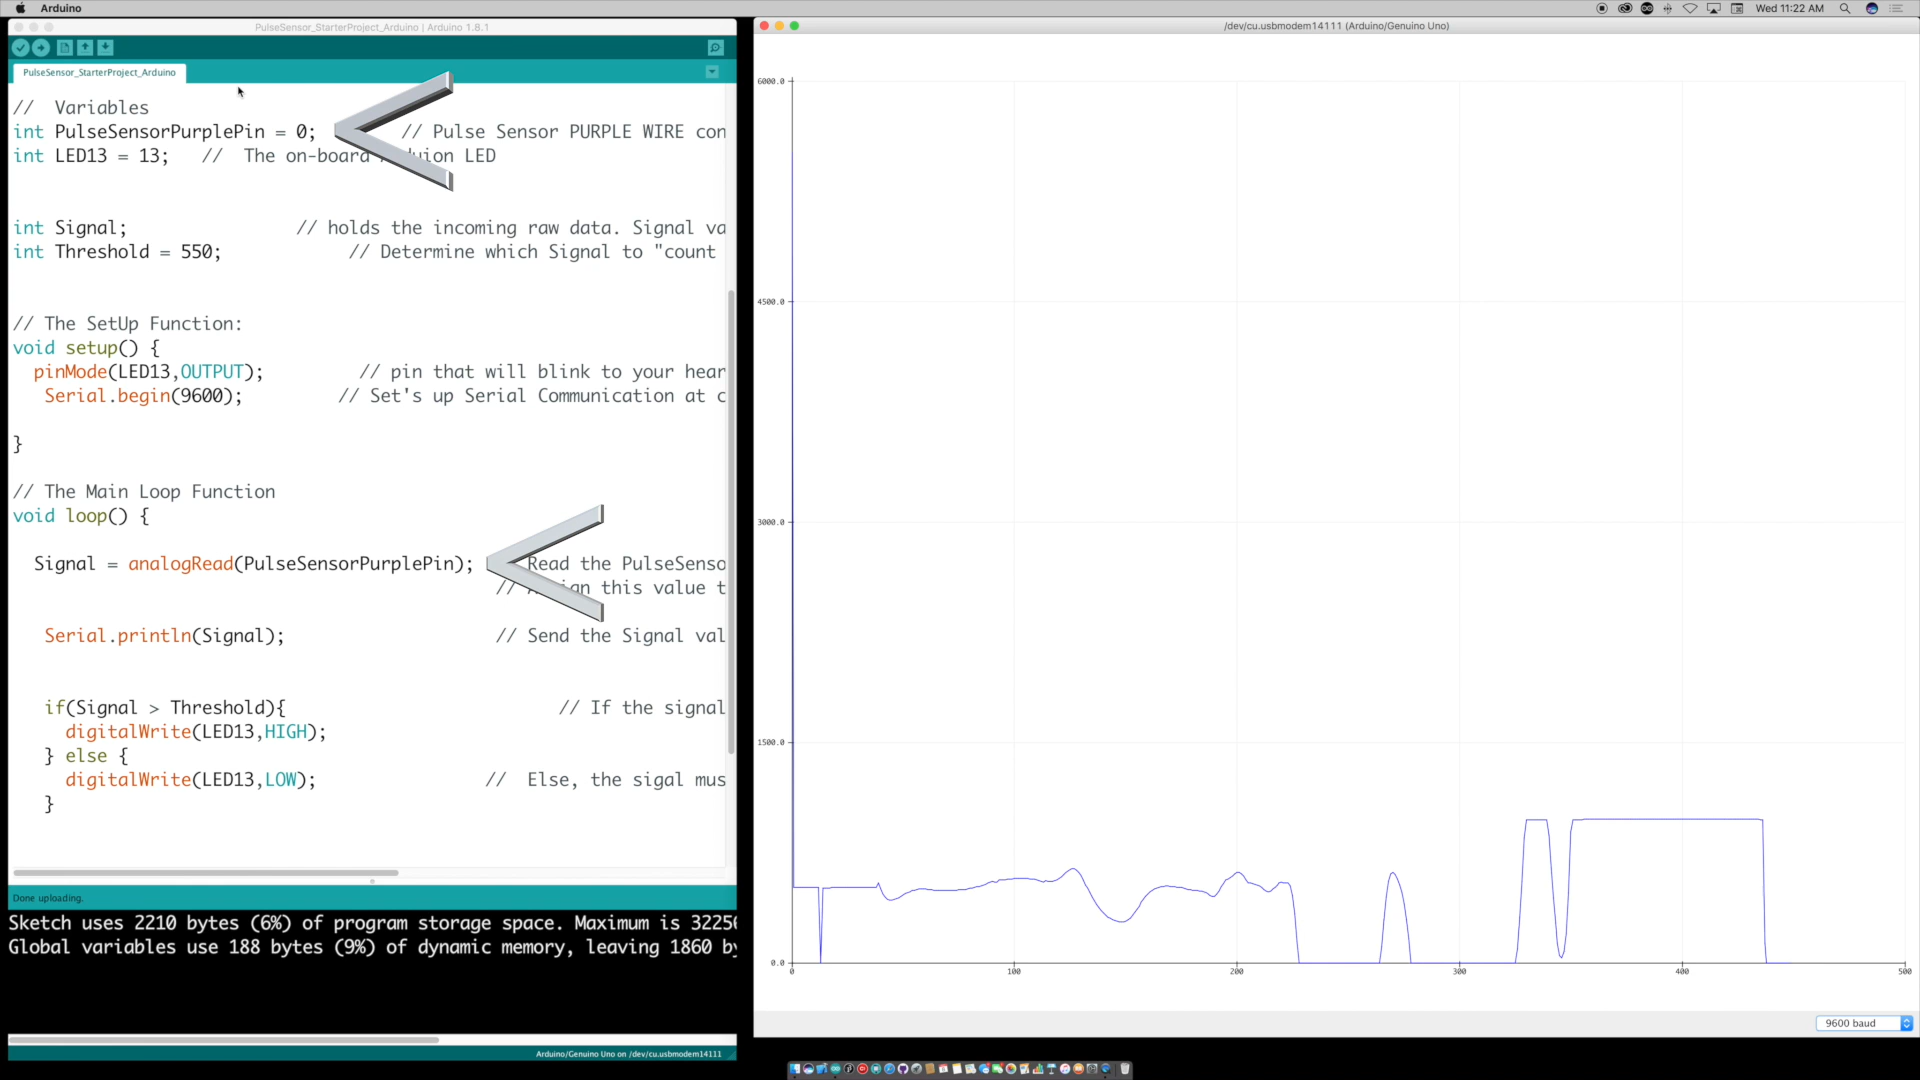 Arduino
Wed 11:22 AM
PulseSensor_StarterProject_Arduino | Arduino 1.8.1
PulseSensor_StarterProject_Arduino
//  Variables
int PulseSensorPurplePin = 0;        // Pulse Sensor PURPLE WIRE con
int LED13 = 13;   //  The on-board duion LED
int Signal;                // holds the incoming raw data. Signal va
int Threshold = 550;            // Determine which Signal to "count
// The SetUp Function:
void setup() {
pinMode(LED13,OUTPUT);         // pin that will blink to your hear
Serial.begin(9600);         // Set's up Serial Communication at c
}
// The Main Loop Function
void loop() {
Signal = analogRead(PulseSensorPurplePin);  Read the PulseSenso
// gn this value t
Serial.println(Signal);                    // Send the Signal val
if(Signal > Threshold){                          // If the signal
digitalWrite(LED13,HIGH);
} else {
digitalWrite(LED13,LOW);                //  Else, the sigal mus
}
Done uploading.
Sketch uses 2210 bytes (6%) of program storage space. Maximum is 32256
Global variables use 188 bytes (9%) of dynamic memory, leaving 1860 by
Arduino/Genuino Uno on /dev/cu.usbmodem14111
/dev/cu.usbmodem14111 (Arduino/Genuino Uno)
6000.0
4500.0
3000.0
1500.0
0.0
0 100 200 300 400 500
9600 baud